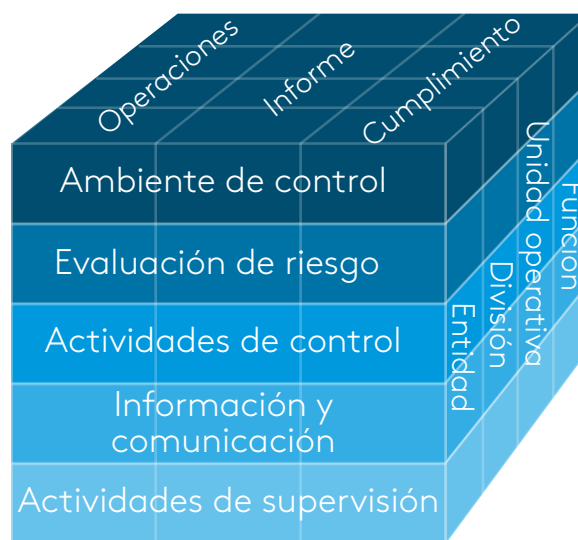 Operaciones
Informe
Cumplimiento
Ambiente de control
Evaluación de riesgo
Actividades de control
Información y
comunicación
Actividades de supervisión
Entidad
División
Unidad operativa
Función